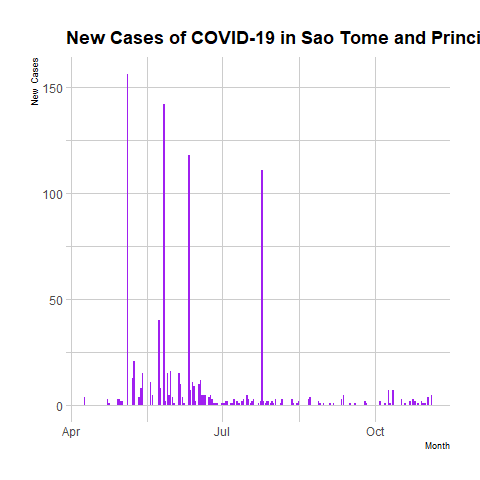 New Cases of COVID-19 in Sao Tome and Princi
New Cases
150
100
50
0
Apr
Jul
Oct
Month